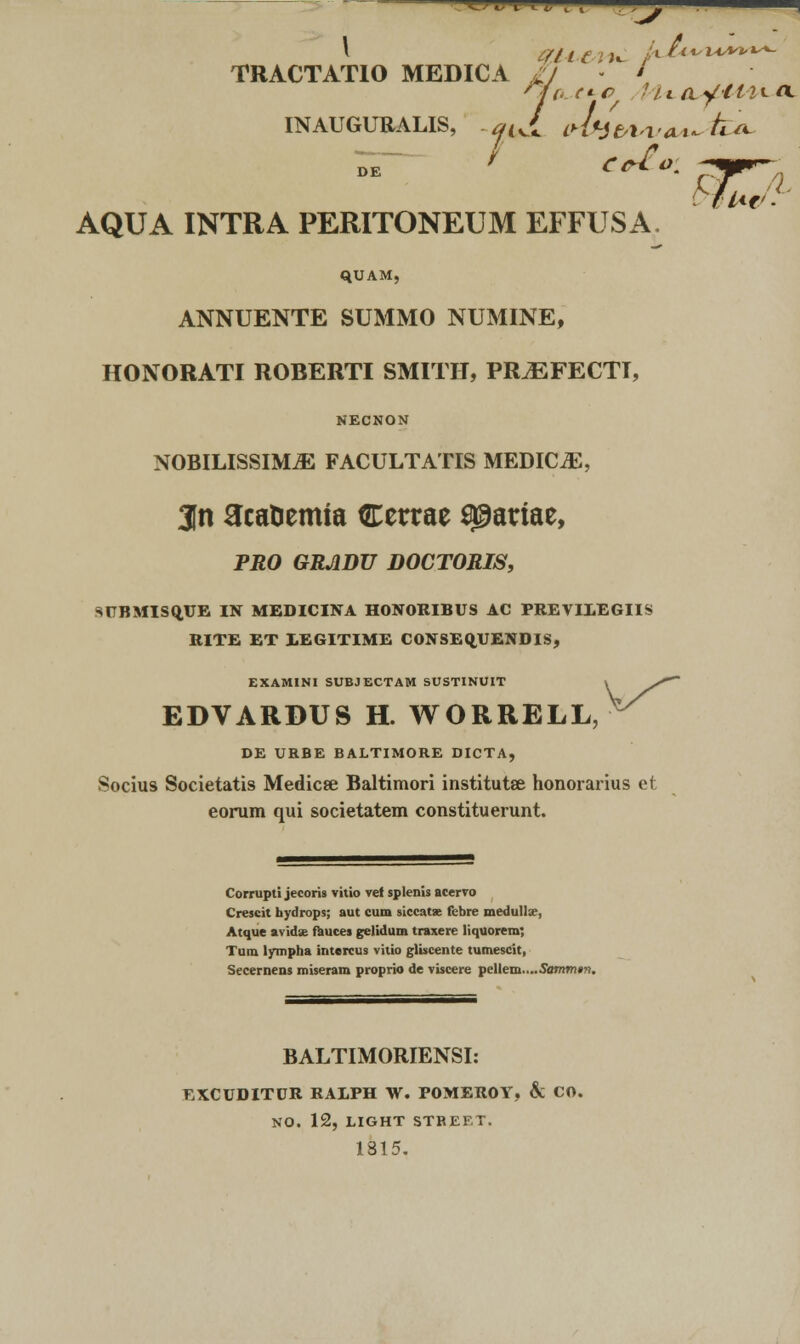 TRACTATIO MEDICA
INAUGURALIS,
DE
AQUA INTRA PERITONEUM EFFUSA.
QUAM,
ANNUENTE SUMMO NUMINE,
HONORATI ROBERTI SMITH, PRÆFECTI,
NECNON
NOBILISSIMÆ FACULTATIS MEDICÆ,
In Academia Terrae Mariae,
PRO GRADU DOCTORIS,
SUBMISQUE IN MEDICINA HONORIBUS AC PREVILEGIIS
RITE ET LEGITIME CONSEQUENDIS,
EXAMINI SUBJECTAM SUSTINUIT
EDVARDUS H. WORRELL,
DE URBE BALTIMORE DICTA,
Socius Societatis Medicæ Baltimori institutæ honorarius et
eorum qui societatem constituerunt.
Corrupti jecoris vitio vel splenis acervo
Crescit hydrops; aut cum siccatæ febre medullæ,
Atque avidæ fauces gelidum traxere liquorem;
Tum lympha intercus vitio gliscente tumescit,
Secernens miseram proprio de viscere pellem....Sammon.
BALTIMORIENSI:
EXCUDITUR RALPH W. POMEROY, & CO.
NO. 12, LIGHT STREET.
1815.